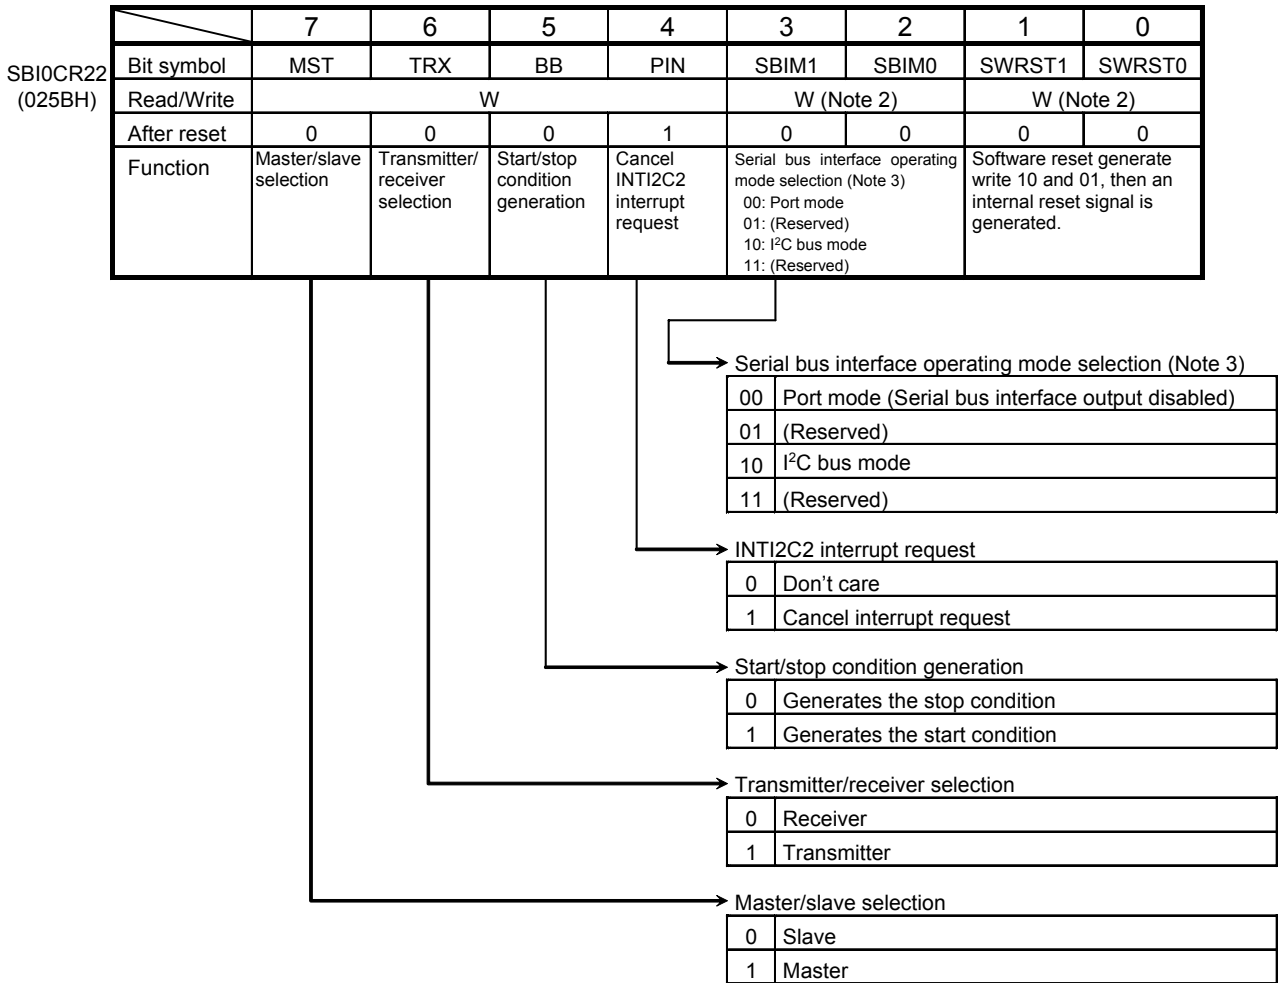 7 6 5 4 3 2 1 0
SBI0CR22
(025BH)
Bit symbol MST TRX BB PIN SBIM1 SBIM0 SWRST1 SWRST0
Read/Write W W (Note 2) W (Note 2)
After reset 0 0 0 1 0 0 0 0
Function
Master/slave
selection
Transmitter/
receiver
selection
Start/stop
condition
generation
Cancel
INTI2C2
interrupt
request
Serial bus interface operating
mode selection (Note 3)
00: Port mode
01: (Reserved)
10: I²C bus mode
11: (Reserved)
Software reset generate
write 10 and 01, then an
internal reset signal is
generated.
Serial bus interface operating mode selection (Note 3)
00 Port mode (Serial bus interface output disabled)
01 (Reserved)
10 I²C bus mode
11 (Reserved)
INTI2C2 interrupt request
0 Don’t care
1 Cancel interrupt request
Start/stop condition generation
0 Generates the stop condition
1 Generates the start condition
Transmitter/receiver selection
0 Receiver
1 Transmitter
Master/slave selection
0 Slave
1 Master